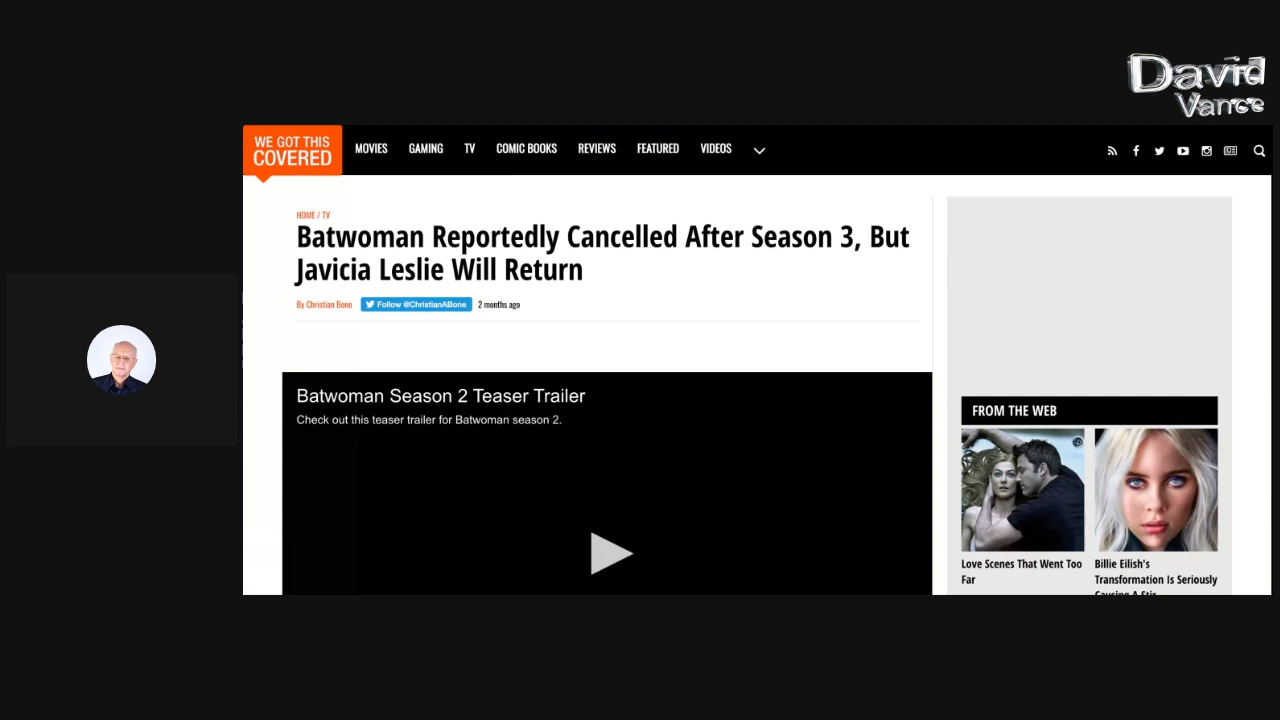 David
Vance
WE GOT THIS
COVERED
MOVIES
GAMING
TV
COMIC BOOKS
REVIEWS
FEATURED
VIDEOS
HOME / TV
Batwoman Reportedly Cancelled After Season 3, But
Javicia Leslie Will Return
By Christian Bone
Follow @ChristianABone
2 months ago
Batwoman Season 2 Teaser Trailer
Check out this teaser trailer for Batwoman season 2.
FROM THE WEB
Love Scenes That Went Too
Far
Billie Eilish's
Transformation Is Seriously
Causing A Stir